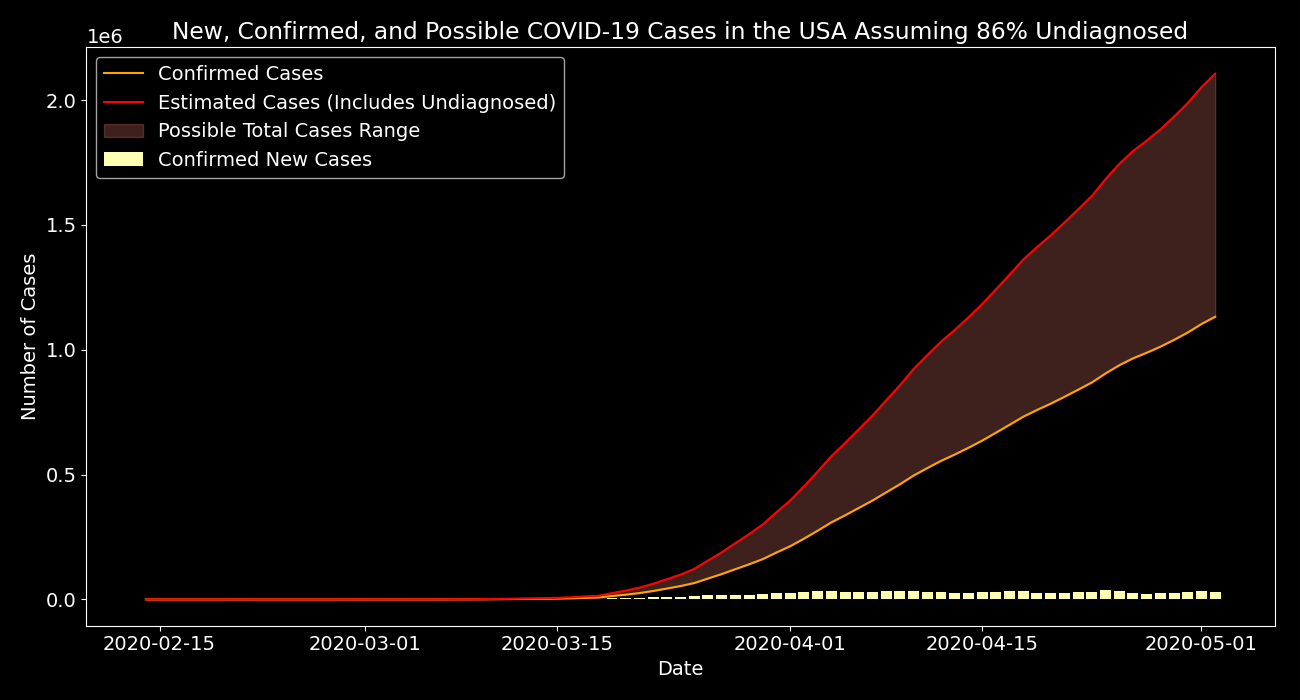 New, Confirmed, and Possible COVID-19 Cases in the USA Assuming 86% Undiagnosed
1e6
Confirmed Cases
Estimated Cases (Includes Undiagnosed)
Possible Total Cases Range
Confirmed New Cases
2.0
1.5
1.0
0.5
0.0
Number of Cases
2020-02-15 2020-03-01 2020-03-15 2020-04-01 2020-04-15 2020-05-01
Date